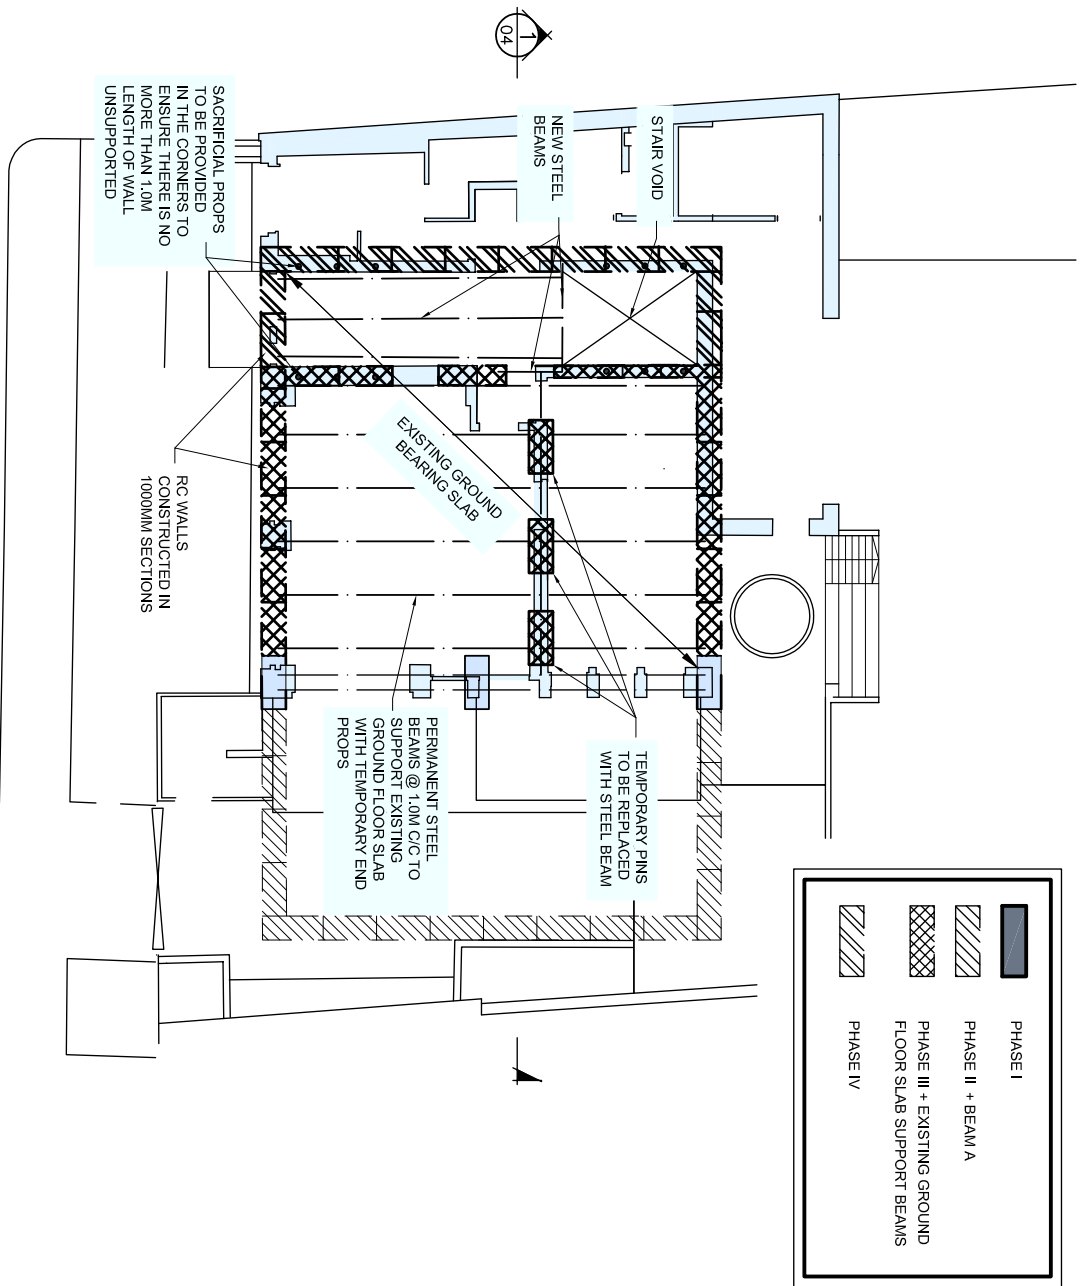 1
04
STAIR VOID
NEW STEEL
BEAMS
SACRIFICIAL PROPS
TO BE PROVIDED
IN THE CORNERS TO
ENSURE THERE IS NO
MORE THAN 1.0M
LENGTH OF WALL
UNSUPPORTED
EXISTING GROUND
BEARING SLAB
RC WALLS
CONSTRUCTED IN
1000MM SECTIONS
TEMPORARY PINS
TO BE REPLACED
WITH STEEL BEAM
PERMANENT STEEL
BEAMS @ 1.0M C/C TO
SUPPORT EXISTING
GROUND FLOOR SLAB
WITH TEMPORARY END
PROPS
PHASE I
PHASE II + BEAM A
PHASE III + EXISTING GROUND
FLOOR SLAB SUPPORT BEAMS
PHASE IV